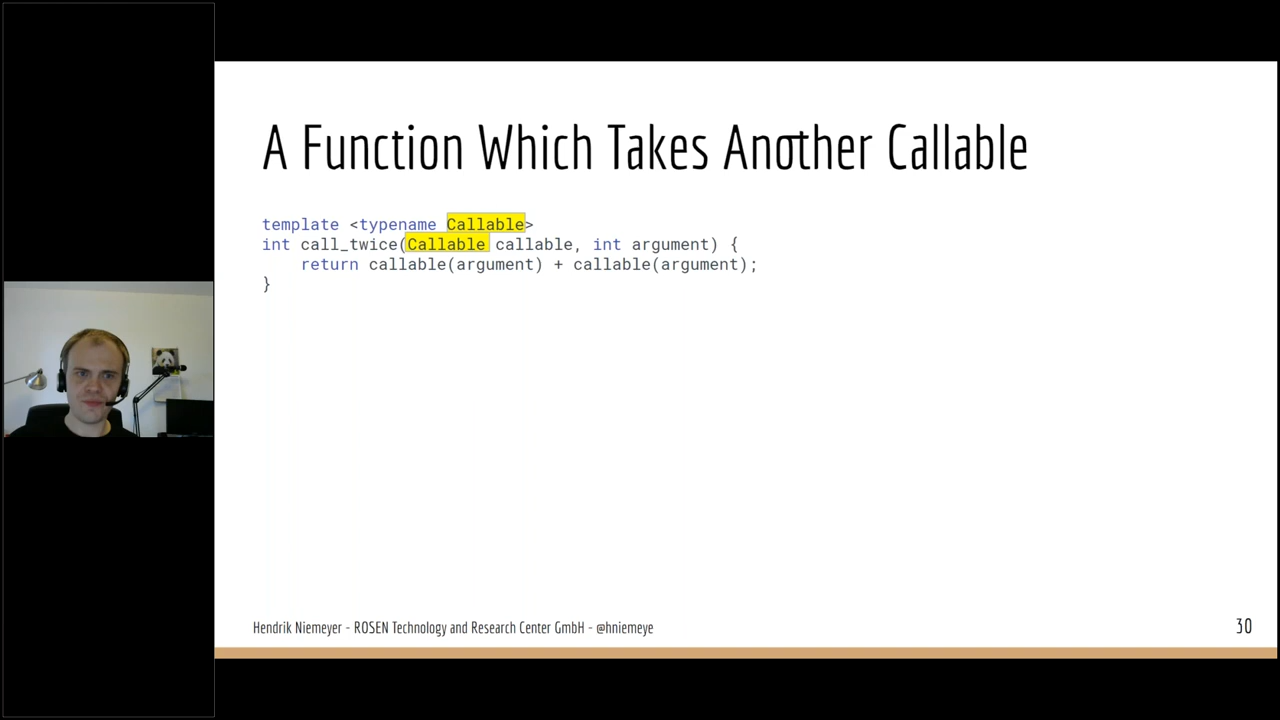 A Function Which Takes Another Callable
template <typename Callable>
int call_twice(Callable callable, int argument) {
    return callable(argument) + callable(argument);
}
Hendrik Niemeyer - ROSEN Technology and Research Center GmbH - @hniemeye
30